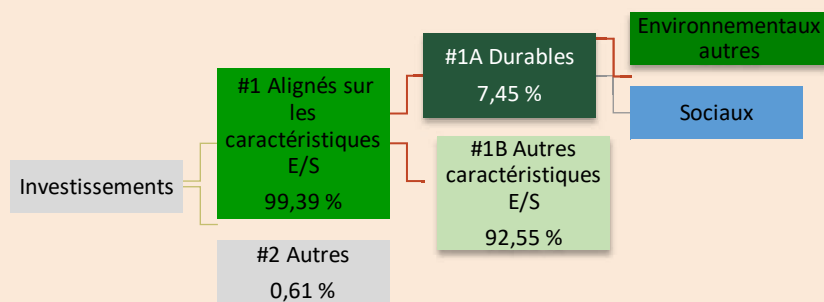 Investissements
#1 Alignés sur
les
caractéristiques
E/S
99,39 %
#2 Autres
0,61 %
#1A Durables
7,45 %
#1B Autres
caractéristiques
E/S
92,55 %
Environnementaux
autres
Sociaux